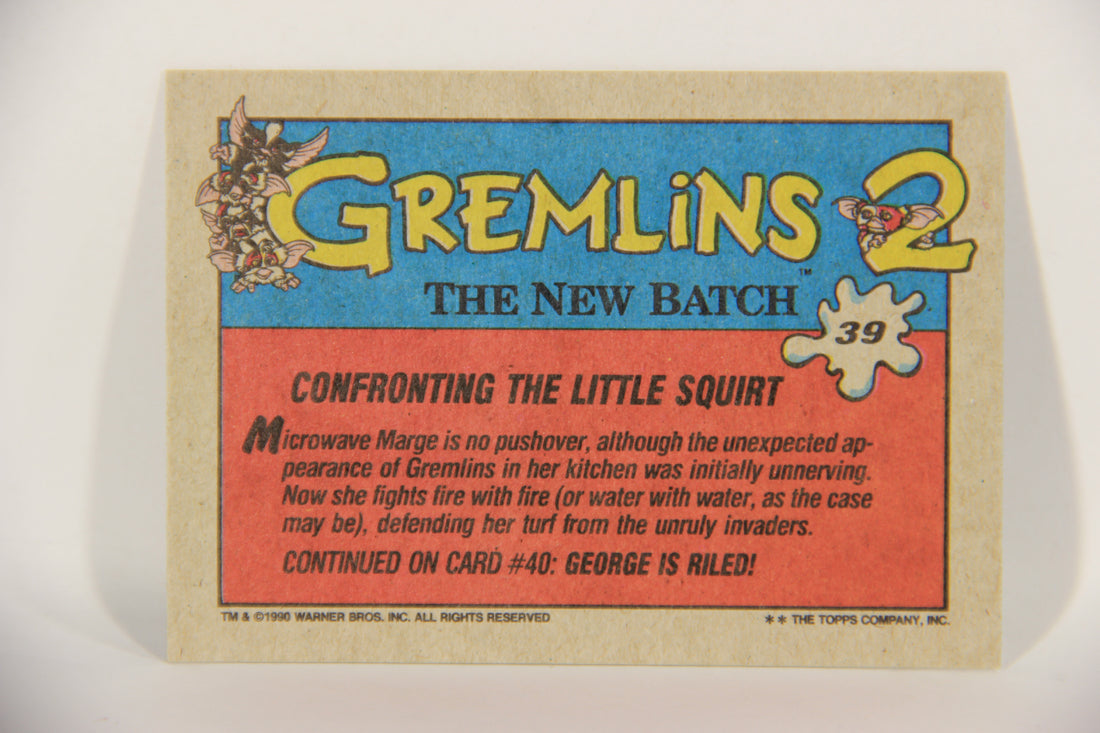 GREMLiNS 2
™
THE NEW BATCH
39
CONFRONTING THE LITTLE SQUIRT
Microwave Marge is no pushover, although the unexpected ap-
pearance of Gremlins in her kitchen was initially unnerving.
Now she fights fire with fire (or water with water, as the case
may be), defending her turf from the unruly invaders.
CONTINUED ON CARD #40: GEORGE IS RILED!
TM & ©1990 WARNER BROS. INC. ALL RIGHTS RESERVED
** THE TOPPS COMPANY, INC.